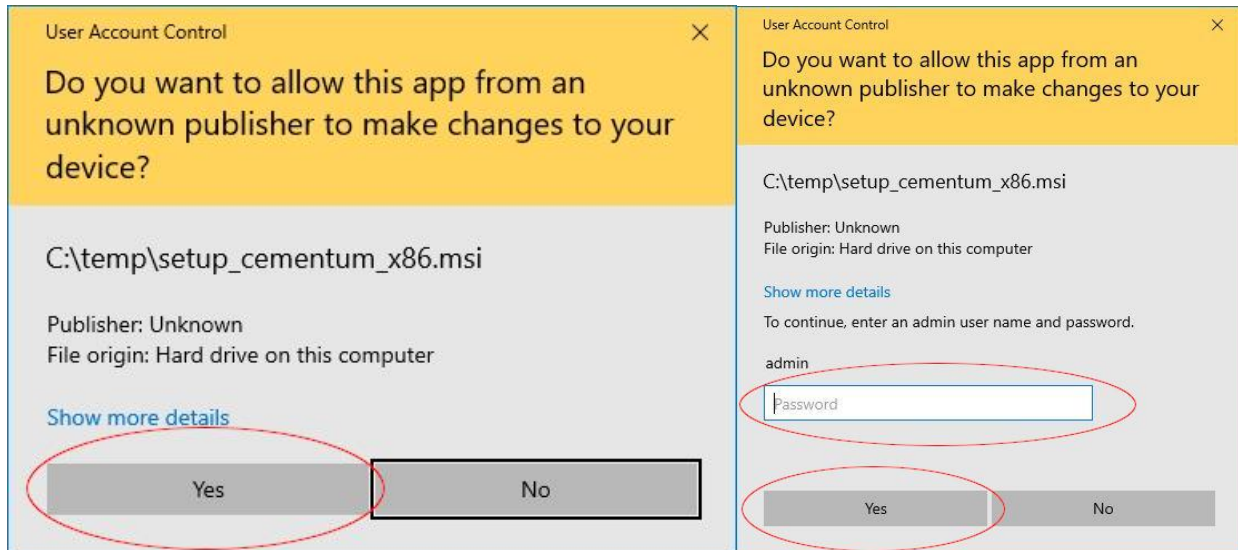 User Account Control
Do you want to allow this app from an
unknown publisher to make changes to your
device?
C:\temp\setup_cementum_x86.msi
Publisher: Unknown
File origin: Hard drive on this computer
Show more details
Yes
No
User Account Control
Do you want to allow this app from an
unknown publisher to make changes to your
device?
C:\temp\setup_cementum_x86.msi
Publisher: Unknown
File origin: Hard drive on this computer
Show more details
To continue, enter an admin user name and password.
admin
Password
Yes
No